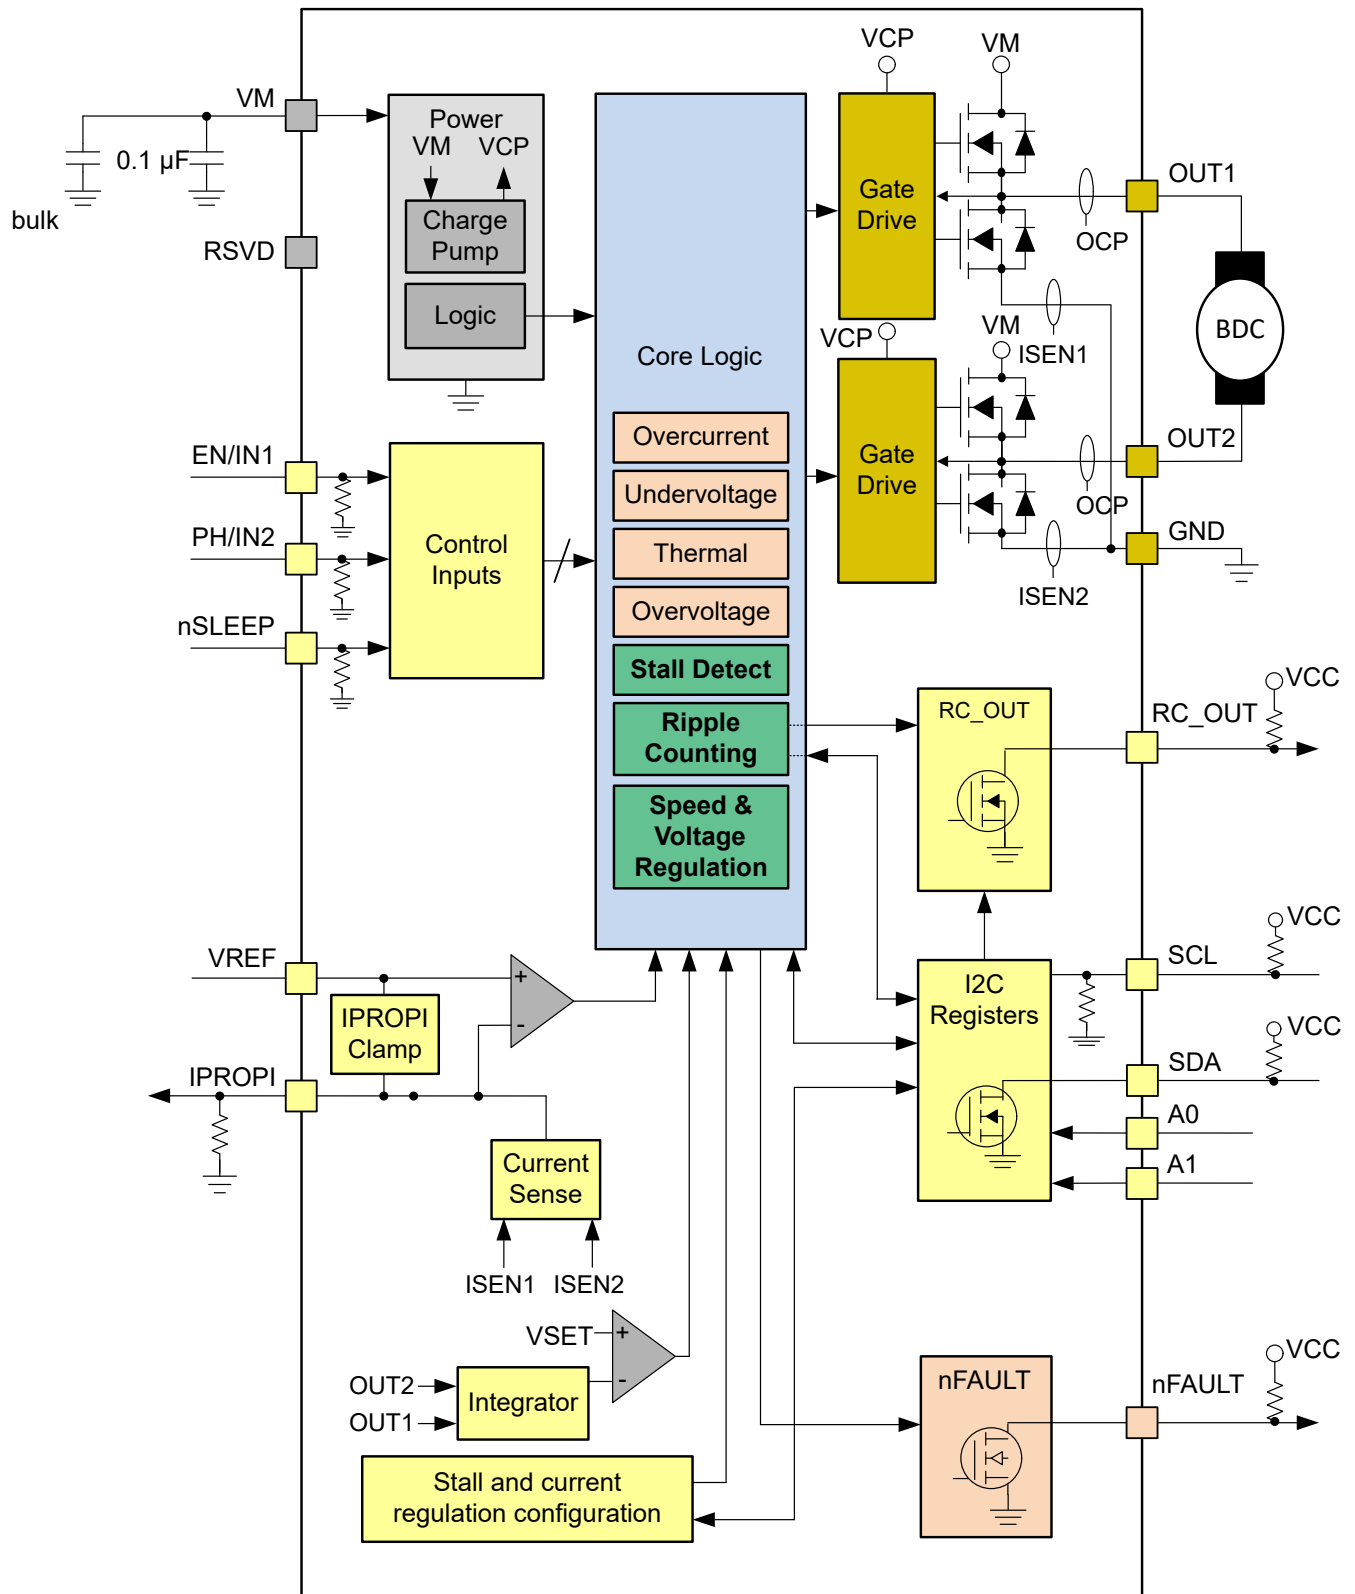 VM
0.1 µF
bulk
RSVD
Power
VM
VCP
Charge
Pump
Logic
EN/IN1
PH/IN2
nSLEEP
Control
Inputs
Core Logic
Overcurrent
Undervoltage
Thermal
Overvoltage
Stall Detect
Ripple
Counting
Speed &
Voltage
Regulation
VCP
VM
Gate
Drive
OCP
OUT1
ISEN1
BDC
VCP
VM
Gate
Drive
OCP
OUT2
GND
ISEN2
RC_OUT
RC_OUT
VCC
VREF
IPROPI
Clamp
+
-
IPROPI
Current
Sense
ISEN1
ISEN2
I2C
Registers
SCL
VCC
SDA
VCC
A0
A1
VSET
+
-
OUT2
OUT1
Integrator
Stall and current
regulation configuration
nFAULT
nFAULT
VCC